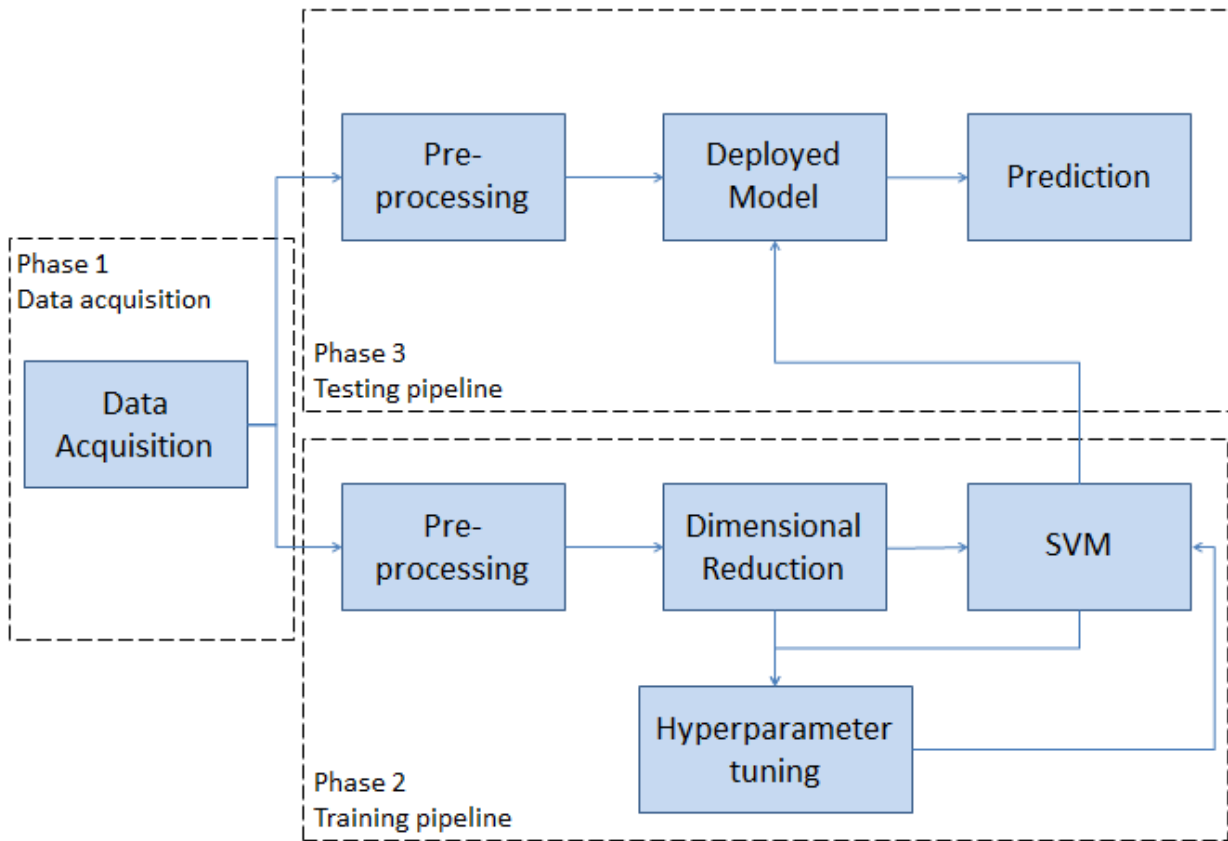 Pre-
processing
Deployed
Model
Prediction
Phase 1
Data acquisition
Data
Acquisition
Phase 3
Testing pipeline
Pre-
processing
Dimensional
Reduction
SVM
Hyperparameter
tuning
Phase 2
Training pipeline